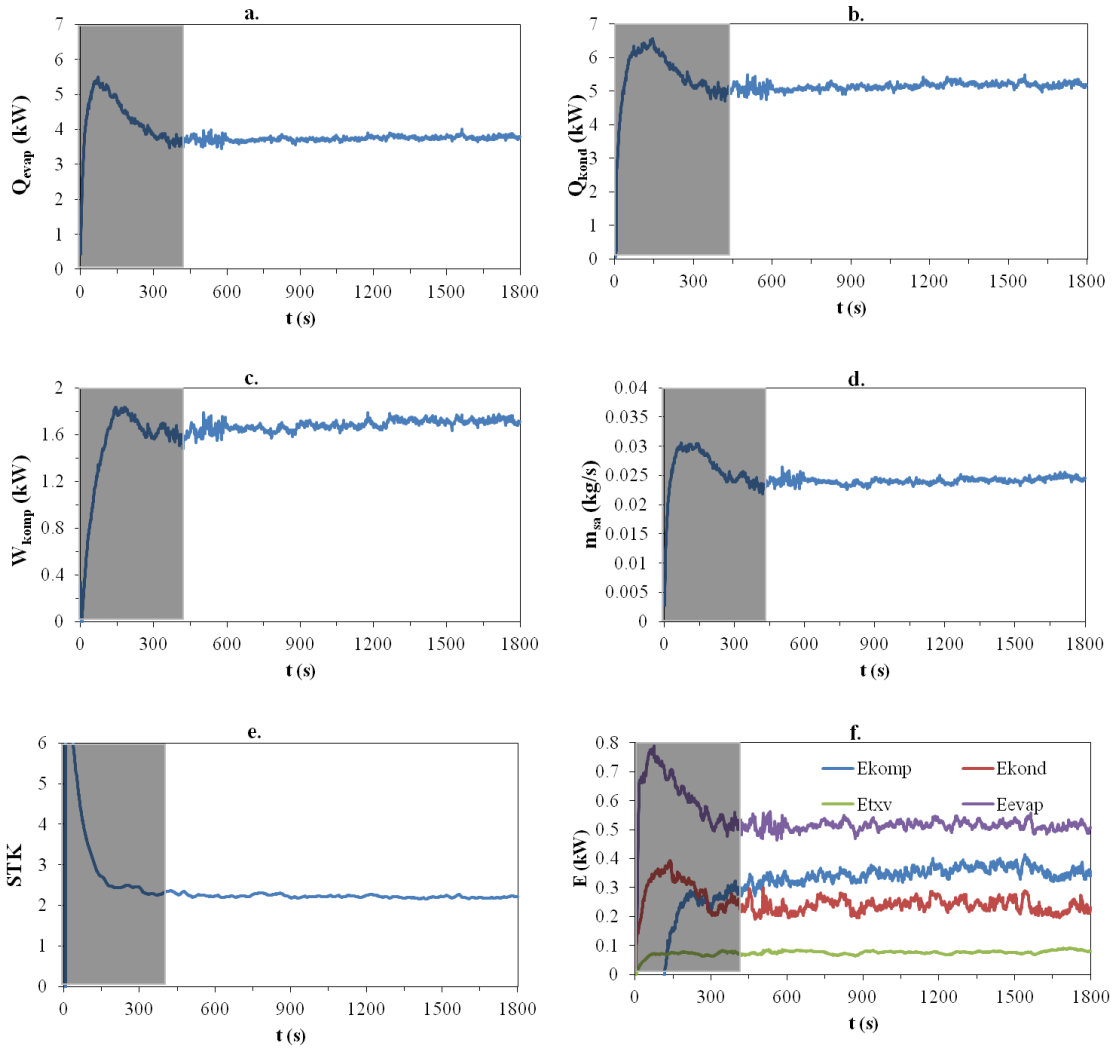 a.
7
6
5
4
3
2
1
0
Qevap (kW)
0 300 600 900 1200 1500 1800
t (s)
b.
7
6
5
4
3
2
1
0
Qkond (kW)
0 300 600 900 1200 1500 1800
t (s)
c.
2
1.6
1.2
0.8
0.4
0
Wkomp (kW)
0 300 600 900 1200 1500 1800
t (s)
d.
0.04
0.035
0.03
0.025
0.02
0.015
0.01
0.005
0
msa (kg/s)
0 300 600 900 1200 1500 1800
t (s)
e.
6
5
4
3
2
1
0
STK
0 300 600 900 1200 1500 1800
t (s)
f.
0.8
0.7
0.6
0.5
0.4
0.3
0.2
0.1
0
E (kW)
Ekomp Ekond
Etxv Eevap
0 300 600 900 1200 1500 1800
t (s)